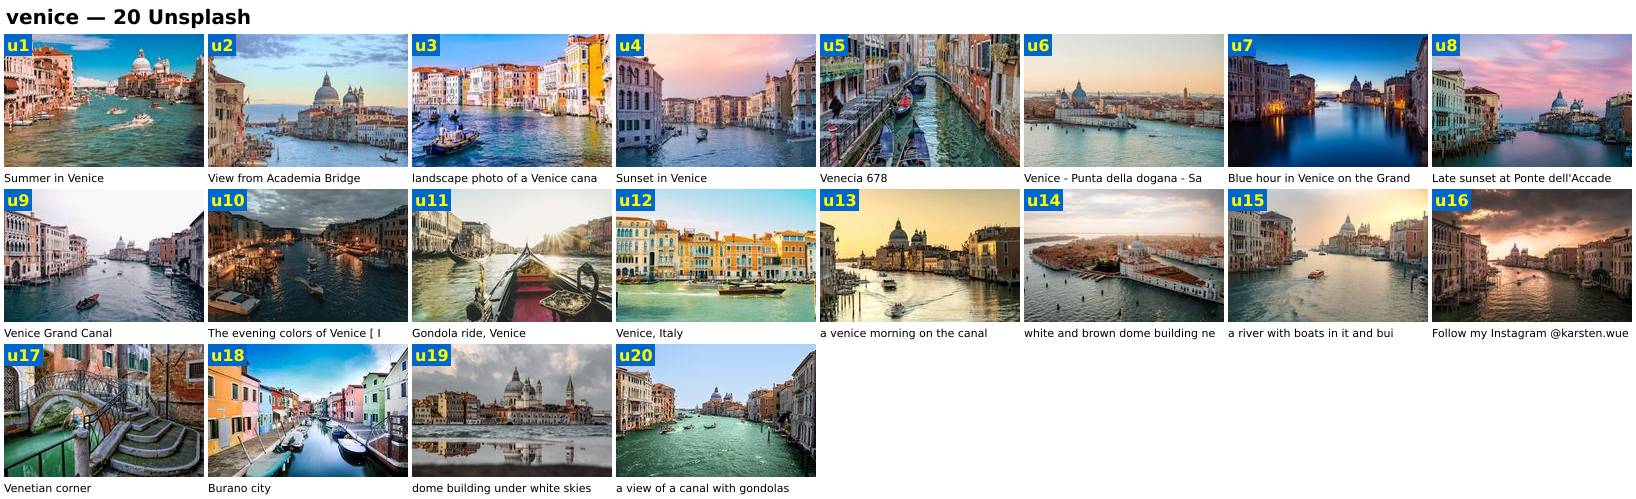 venice — 20 Unsplash
u1 u2 u3 u4 u5 u6 u7 u8
Summer in Venice View from Academia Bridge landscape photo of a Venice cana Sunset in Venice Venecia 678 Venice - Punta della dogana - Sa Blue hour in Venice on the Grand Late sunset at Ponte dell'Accade
u9 u10 u11 u12 u13 u14 u15 u16
Venice Grand Canal The evening colors of Venice [ I Gondola ride, Venice Venice, Italy a venice morning on the canal white and brown dome building ne a river with boats in it and bui Follow my Instagram @karsten.wue
u17 u18 u19 u20
Venetian corner Burano city dome building under white skies a view of a canal with gondolas